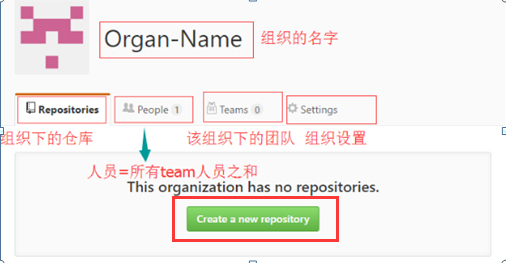 Organ-Name 组织的名字
Repositories People 1 Teams 0 Settings
组织下的仓库 该组织下的团队 组织设置
人员=所有team人员之和
This organization has no repositories.
Create a new repository